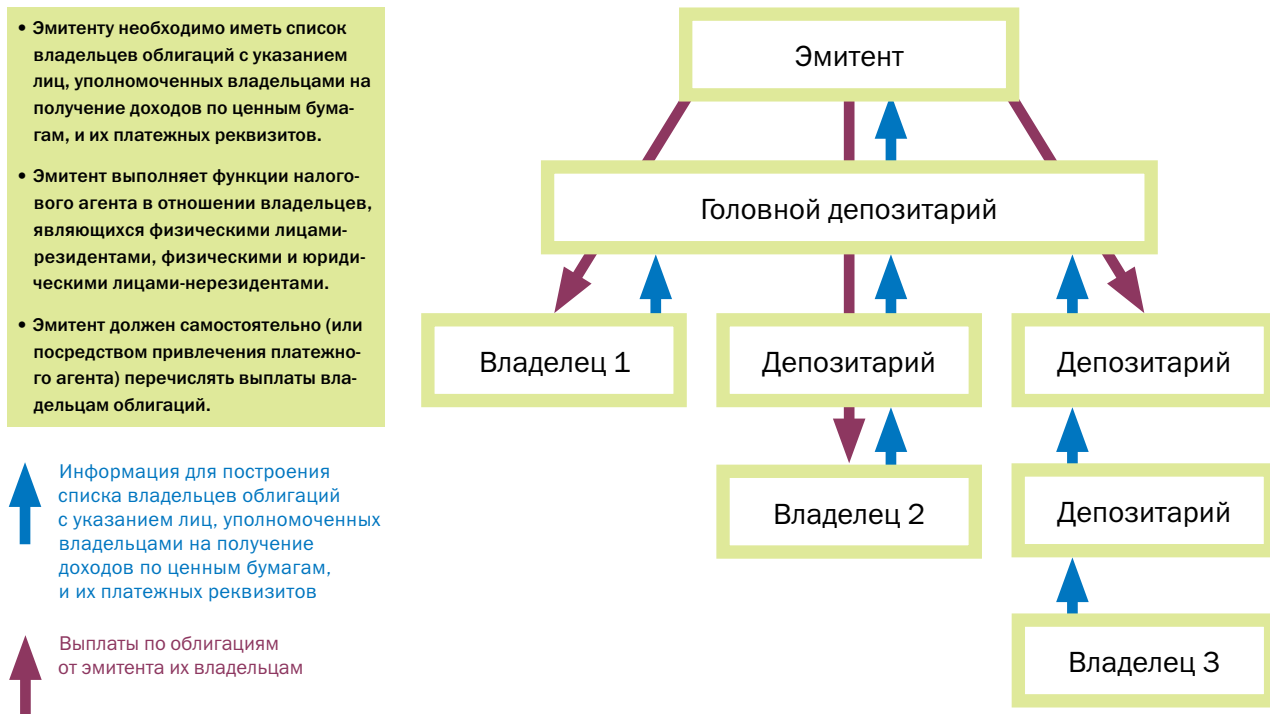 • Эмитенту необходимо иметь список
владельцев облигаций с указанием
лиц, уполномоченных владельцами на
получение доходов по ценным бума-
гам, и их платежных реквизитов.
• Эмитент выполняет функции налого-
вого агента в отношении владельцев,
являющихся физическими лицами-
резидентами, физическими и юриди-
ческими лицами-нерезидентами.
• Эмитент должен самостоятельно (или
посредством привлечения платежно-
го агента) перечислять выплаты вла-
дельцам облигаций.
Информация для построения
списка владельцев облигаций
с указанием лиц, уполномоченных
владельцами на получение
доходов по ценным бумагам,
и их платежных реквизитов
Выплаты по облигациям
от эмитента их владельцам
Эмитент
Головной депозитарий
Владелец 1
Депозитарий
Депозитарий
Владелец 2
Депозитарий
Владелец 3